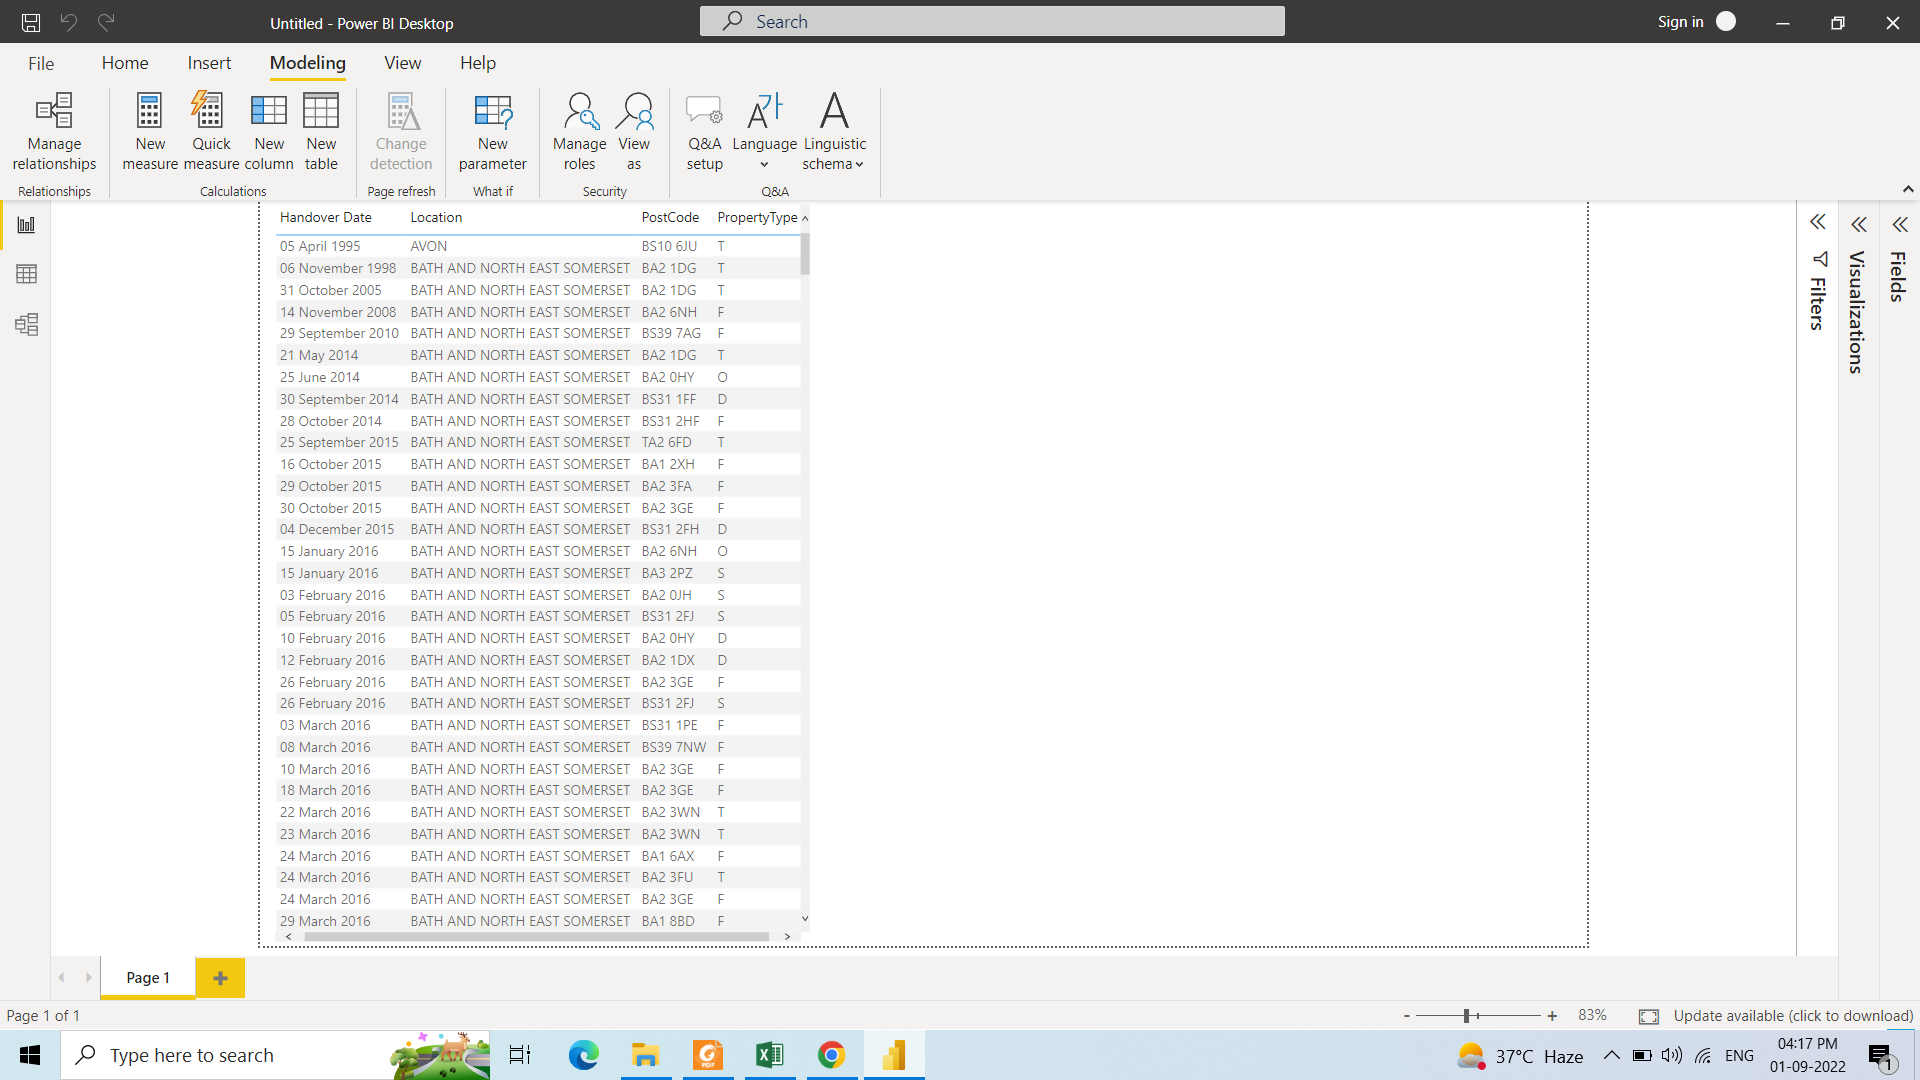 Untitled - Power BI Desktop
Search
Sign in
File Home Insert Modeling View Help
Manage relationships
New measure
Quick measure
New column
New table
Change detection
New parameter
Manage roles
View as
Q&A setup
Language
Linguistic schema
Relationships Calculations Page refresh What if Security Q&A
Handover Date Location PostCode PropertyType
05 April 1995 AVON BS10 6JU T
06 November 1998 BATH AND NORTH EAST SOMERSET BA2 1DG T
31 October 2005 BATH AND NORTH EAST SOMERSET BA2 1DG T
14 November 2008 BATH AND NORTH EAST SOMERSET BA2 6NH F
29 September 2010 BATH AND NORTH EAST SOMERSET BS39 7AG F
21 May 2014 BATH AND NORTH EAST SOMERSET BA2 1DG T
25 June 2014 BATH AND NORTH EAST SOMERSET BA2 0HY O
30 September 2014 BATH AND NORTH EAST SOMERSET BS31 1FF D
28 October 2014 BATH AND NORTH EAST SOMERSET BS31 2HF F
25 September 2015 BATH AND NORTH EAST SOMERSET TA2 6FD T
16 October 2015 BATH AND NORTH EAST SOMERSET BA1 2XH F
29 October 2015 BATH AND NORTH EAST SOMERSET BA2 3FA F
30 October 2015 BATH AND NORTH EAST SOMERSET BA2 3GE F
04 December 2015 BATH AND NORTH EAST SOMERSET BS31 2FH D
15 January 2016 BATH AND NORTH EAST SOMERSET BA2 6NH O
15 January 2016 BATH AND NORTH EAST SOMERSET BA3 2PZ S
03 February 2016 BATH AND NORTH EAST SOMERSET BA2 0JH S
05 February 2016 BATH AND NORTH EAST SOMERSET BS31 2FJ S
10 February 2016 BATH AND NORTH EAST SOMERSET BA2 0HY D
12 February 2016 BATH AND NORTH EAST SOMERSET BA2 1DX D
26 February 2016 BATH AND NORTH EAST SOMERSET BA2 3GE F
26 February 2016 BATH AND NORTH EAST SOMERSET BS31 2FJ S
03 March 2016 BATH AND NORTH EAST SOMERSET BS31 1PE F
08 March 2016 BATH AND NORTH EAST SOMERSET BS39 7NW F
10 March 2016 BATH AND NORTH EAST SOMERSET BA2 3GE F
18 March 2016 BATH AND NORTH EAST SOMERSET BA2 3GE F
22 March 2016 BATH AND NORTH EAST SOMERSET BA2 3WN T
23 March 2016 BATH AND NORTH EAST SOMERSET BA2 3WN T
24 March 2016 BATH AND NORTH EAST SOMERSET BA1 6AX F
24 March 2016 BATH AND NORTH EAST SOMERSET BA2 3FU T
24 March 2016 BATH AND NORTH EAST SOMERSET BA2 3GE F
29 March 2016 BATH AND NORTH EAST SOMERSET BA1 8BD F
Filters
Visualizations
Fields
Page 1
Page 1 of 1
- + 83%
Update available (click to download)
Type here to search
37°C Haze
ENG
04:17 PM
01-09-2022
1
PDF